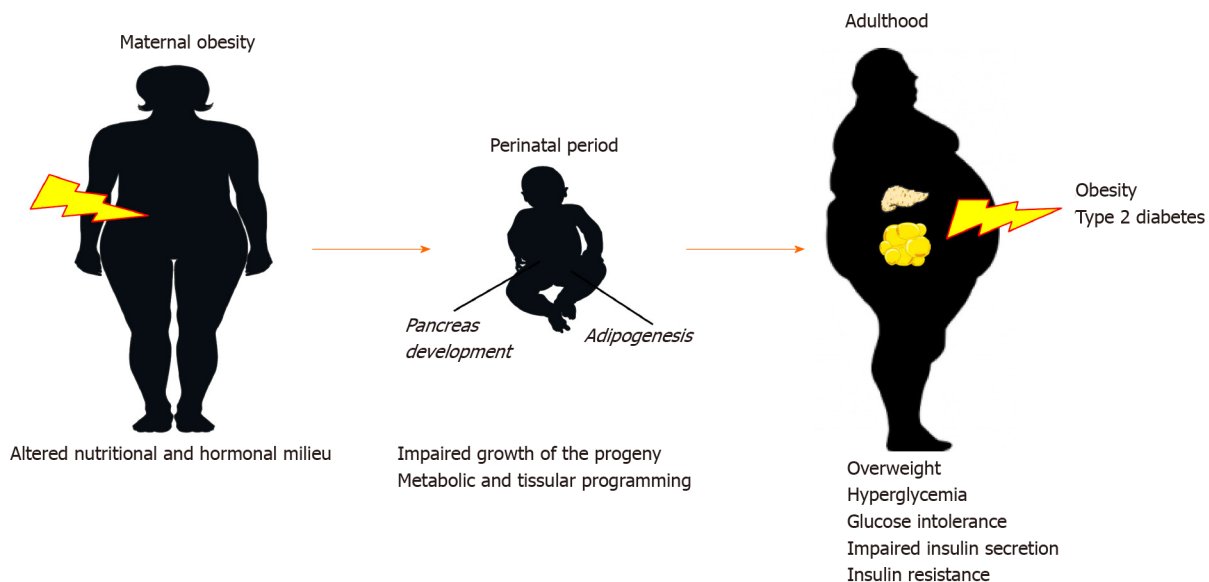 Maternal obesity
Altered nutritional and hormonal milieu
Perinatal period
Pancreas
development
Adipogenesis
Impaired growth of the progeny
Metabolic and tissular programming
Adulthood
Obesity
Type 2 diabetes
Overweight
Hyperglycemia
Glucose intolerance
Impaired insulin secretion
Insulin resistance